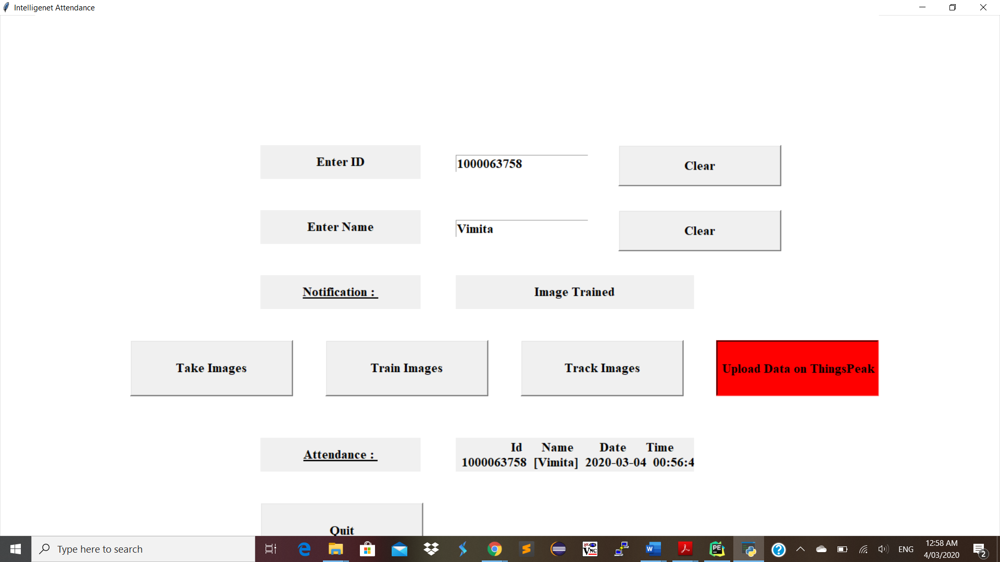 Intelligenet Attendance
Enter ID
1000063758
Clear
Enter Name
Vimita
Clear
Notification :
Image Trained
Take Images
Train Images
Track Images
Upload Data on ThingsPeak
Attendance :
Id Name Date Time
1000063758 [Vimita] 2020-03-04 00:56:4
Quit
Type here to search
VNC
W
PE
ENG
12:58 AM
4/03/2020
2